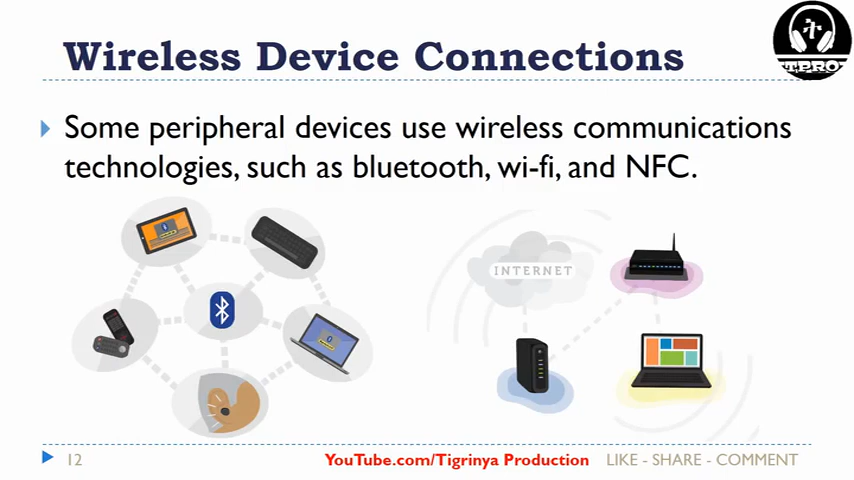 Wireless Device Connections
Some peripheral devices use wireless communications
technologies, such as bluetooth, wi-fi, and NFC.
INTERNET
12
YouTube.com/Tigrinya Production
LIKE - SHARE - COMMENT